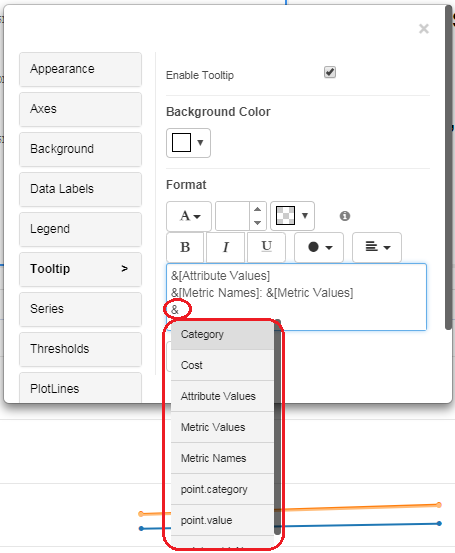 ×
Appearance
Axes
Background
Data Labels
Legend
Tooltip >
Series
Thresholds
PlotLines
Enable Tooltip
Background Color
Format
A
B I U
&[Attribute Values]
&[Metric Names]: &[Metric Values]
&
Category
Cost
Attribute Values
Metric Values
Metric Names
point.category
point.value